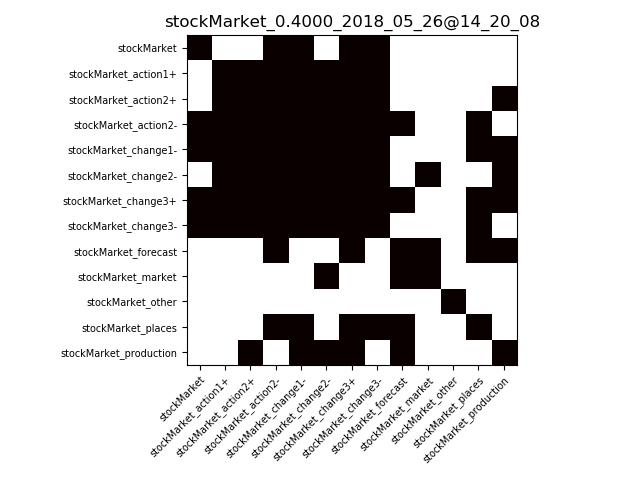 stockMarket_0.4000_2018_05_26@14_20_08
stockMarket
stockMarket_action1+
stockMarket_action2+
stockMarket_action2-
stockMarket_change1-
stockMarket_change2-
stockMarket_change3+
stockMarket_change3-
stockMarket_forecast
stockMarket_market
stockMarket_other
stockMarket_places
stockMarket_production
stockMarket
stockMarket_action1+
stockMarket_action2+
stockMarket_action2-
stockMarket_change1-
stockMarket_change2-
stockMarket_change3+
stockMarket_change3-
stockMarket_forecast
stockMarket_market
stockMarket_other
stockMarket_places
stockMarket_production